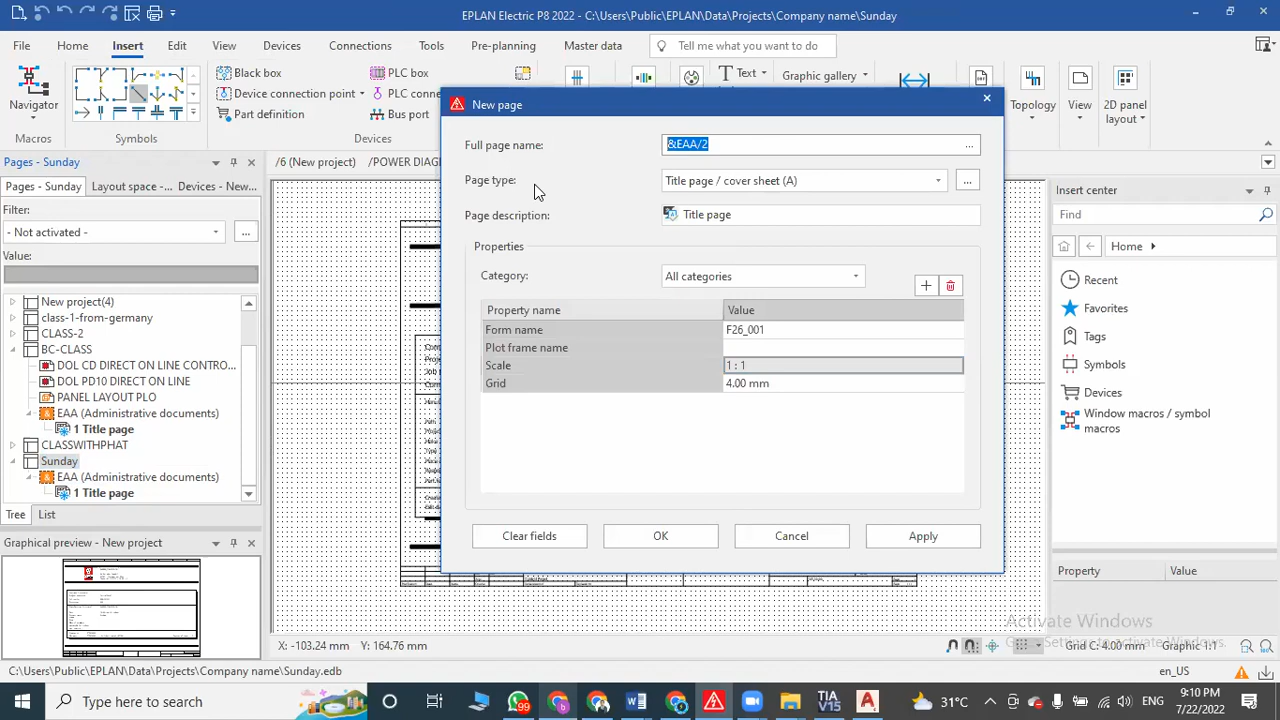 EPLAN Electric P8 2022 - C:\Users\Public\EPLAN\Data\Projects\Company name\Sunday
File Home Insert Edit View Devices Connections Tools Pre-planning Master data Tell me what you want to do
Navigator
Macros
Symbols
Black box
Device connection point
Part definition
PLC box
PLC conne
Bus port
Devices
Text
Graphic gallery
Topology
View
2D panel layout
Pages - Sunday
/6 (New project) /POWER DIAG
Pages - Sunday Layout space -... Devices - New...
Filter:
- Not activated - ...
Value:
New project(4)
class-1-from-germany
CLASS-2
BC-CLASS
DOL CD DIRECT ON LINE CONTRO...
DOL PD10 DIRECT ON LINE
PANEL LAYOUT PLO
EAA (Administrative documents)
1 Title page
CLASSWITHPHAT
Sunday
EAA (Administrative documents)
1 Title page
Tree List
Graphical preview - New project
New page
Full page name: &EAA/2 ...
Page type: Title page / cover sheet (A) ...
Page description: Title page
Properties
Category: All categories
Property name Value
Form name F26_001
Plot frame name
Scale 1 : 1
Grid 4.00 mm
Clear fields OK Cancel Apply
Insert center
Find
Home
Recent
Favorites
Tags
Symbols
Devices
Window macros / symbol macros
Property Value
Activate Windows
Go to Settings to activate Windows.
X: -103.24 mm Y: 164.76 mm
Grid C: 4.00 mm Graphic 1:1
C:\Users\Public\EPLAN\Data\Projects\Company name\Sunday.edb
en_US
Type here to search
TIA V15
31°C
ENG
9:10 PM
7/22/2022